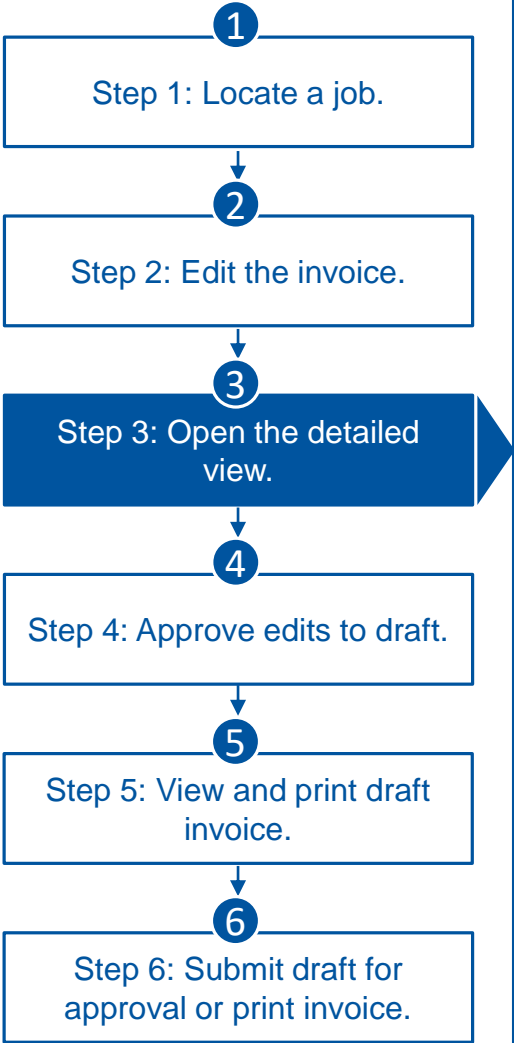 1
Step 1: Locate a job.
2
Step 2: Edit the invoice.
3
Step 3: Open the detailed
view.
4
Step 4: Approve edits to draft.
5
Step 5: View and print draft
invoice.
6
Step 6: Submit draft for
approval or print invoice.